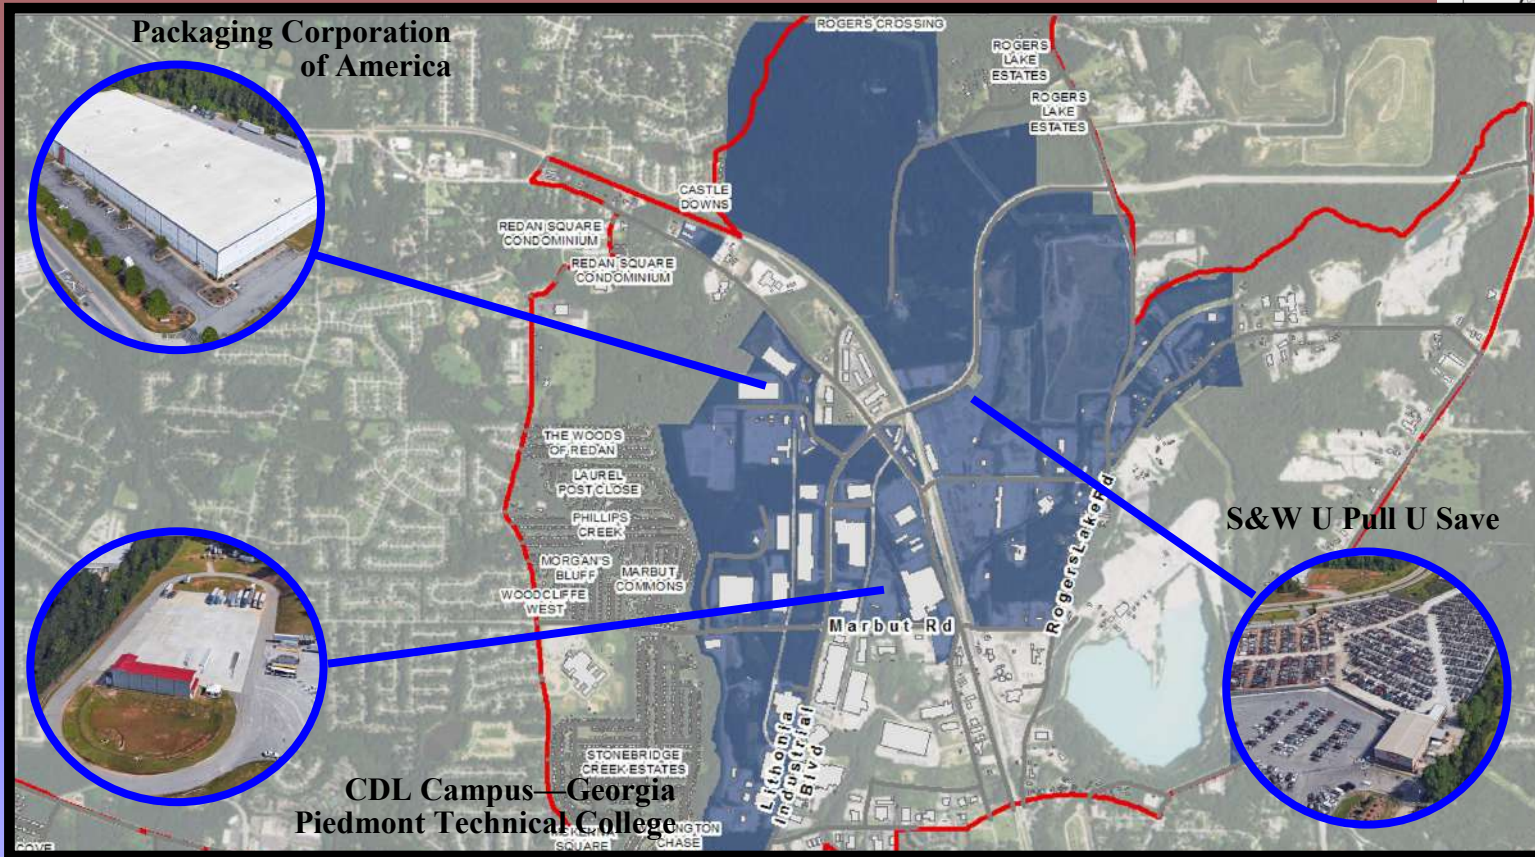 Packaging Corporation
of America
ROGERS CROSSING
ROGERS
LAKE
ESTATES
ROGERS
LAKE
ESTATES
CASTLE
DOWNS
REDAN SQUARE
CONDOMINIUM
REDAN SQUARE
CONDOMINIUM
THE WOODS
OF REDAN
LAUREL
POST CLOSE
PHILLIPS
CREEK
MORGAN'S
BLUFF
MARBUT
COMMONS
WOODCLIFFE
WEST
Marbut Rd
Rogers Lake Rd
S&W U Pull U Save
Lithonia
Industrial
Blvd
STONEBRIDGE
CREEK ESTATES
CDL Campus—Georgia
Piedmont Technical College
SQUARE
CHASE
COVE